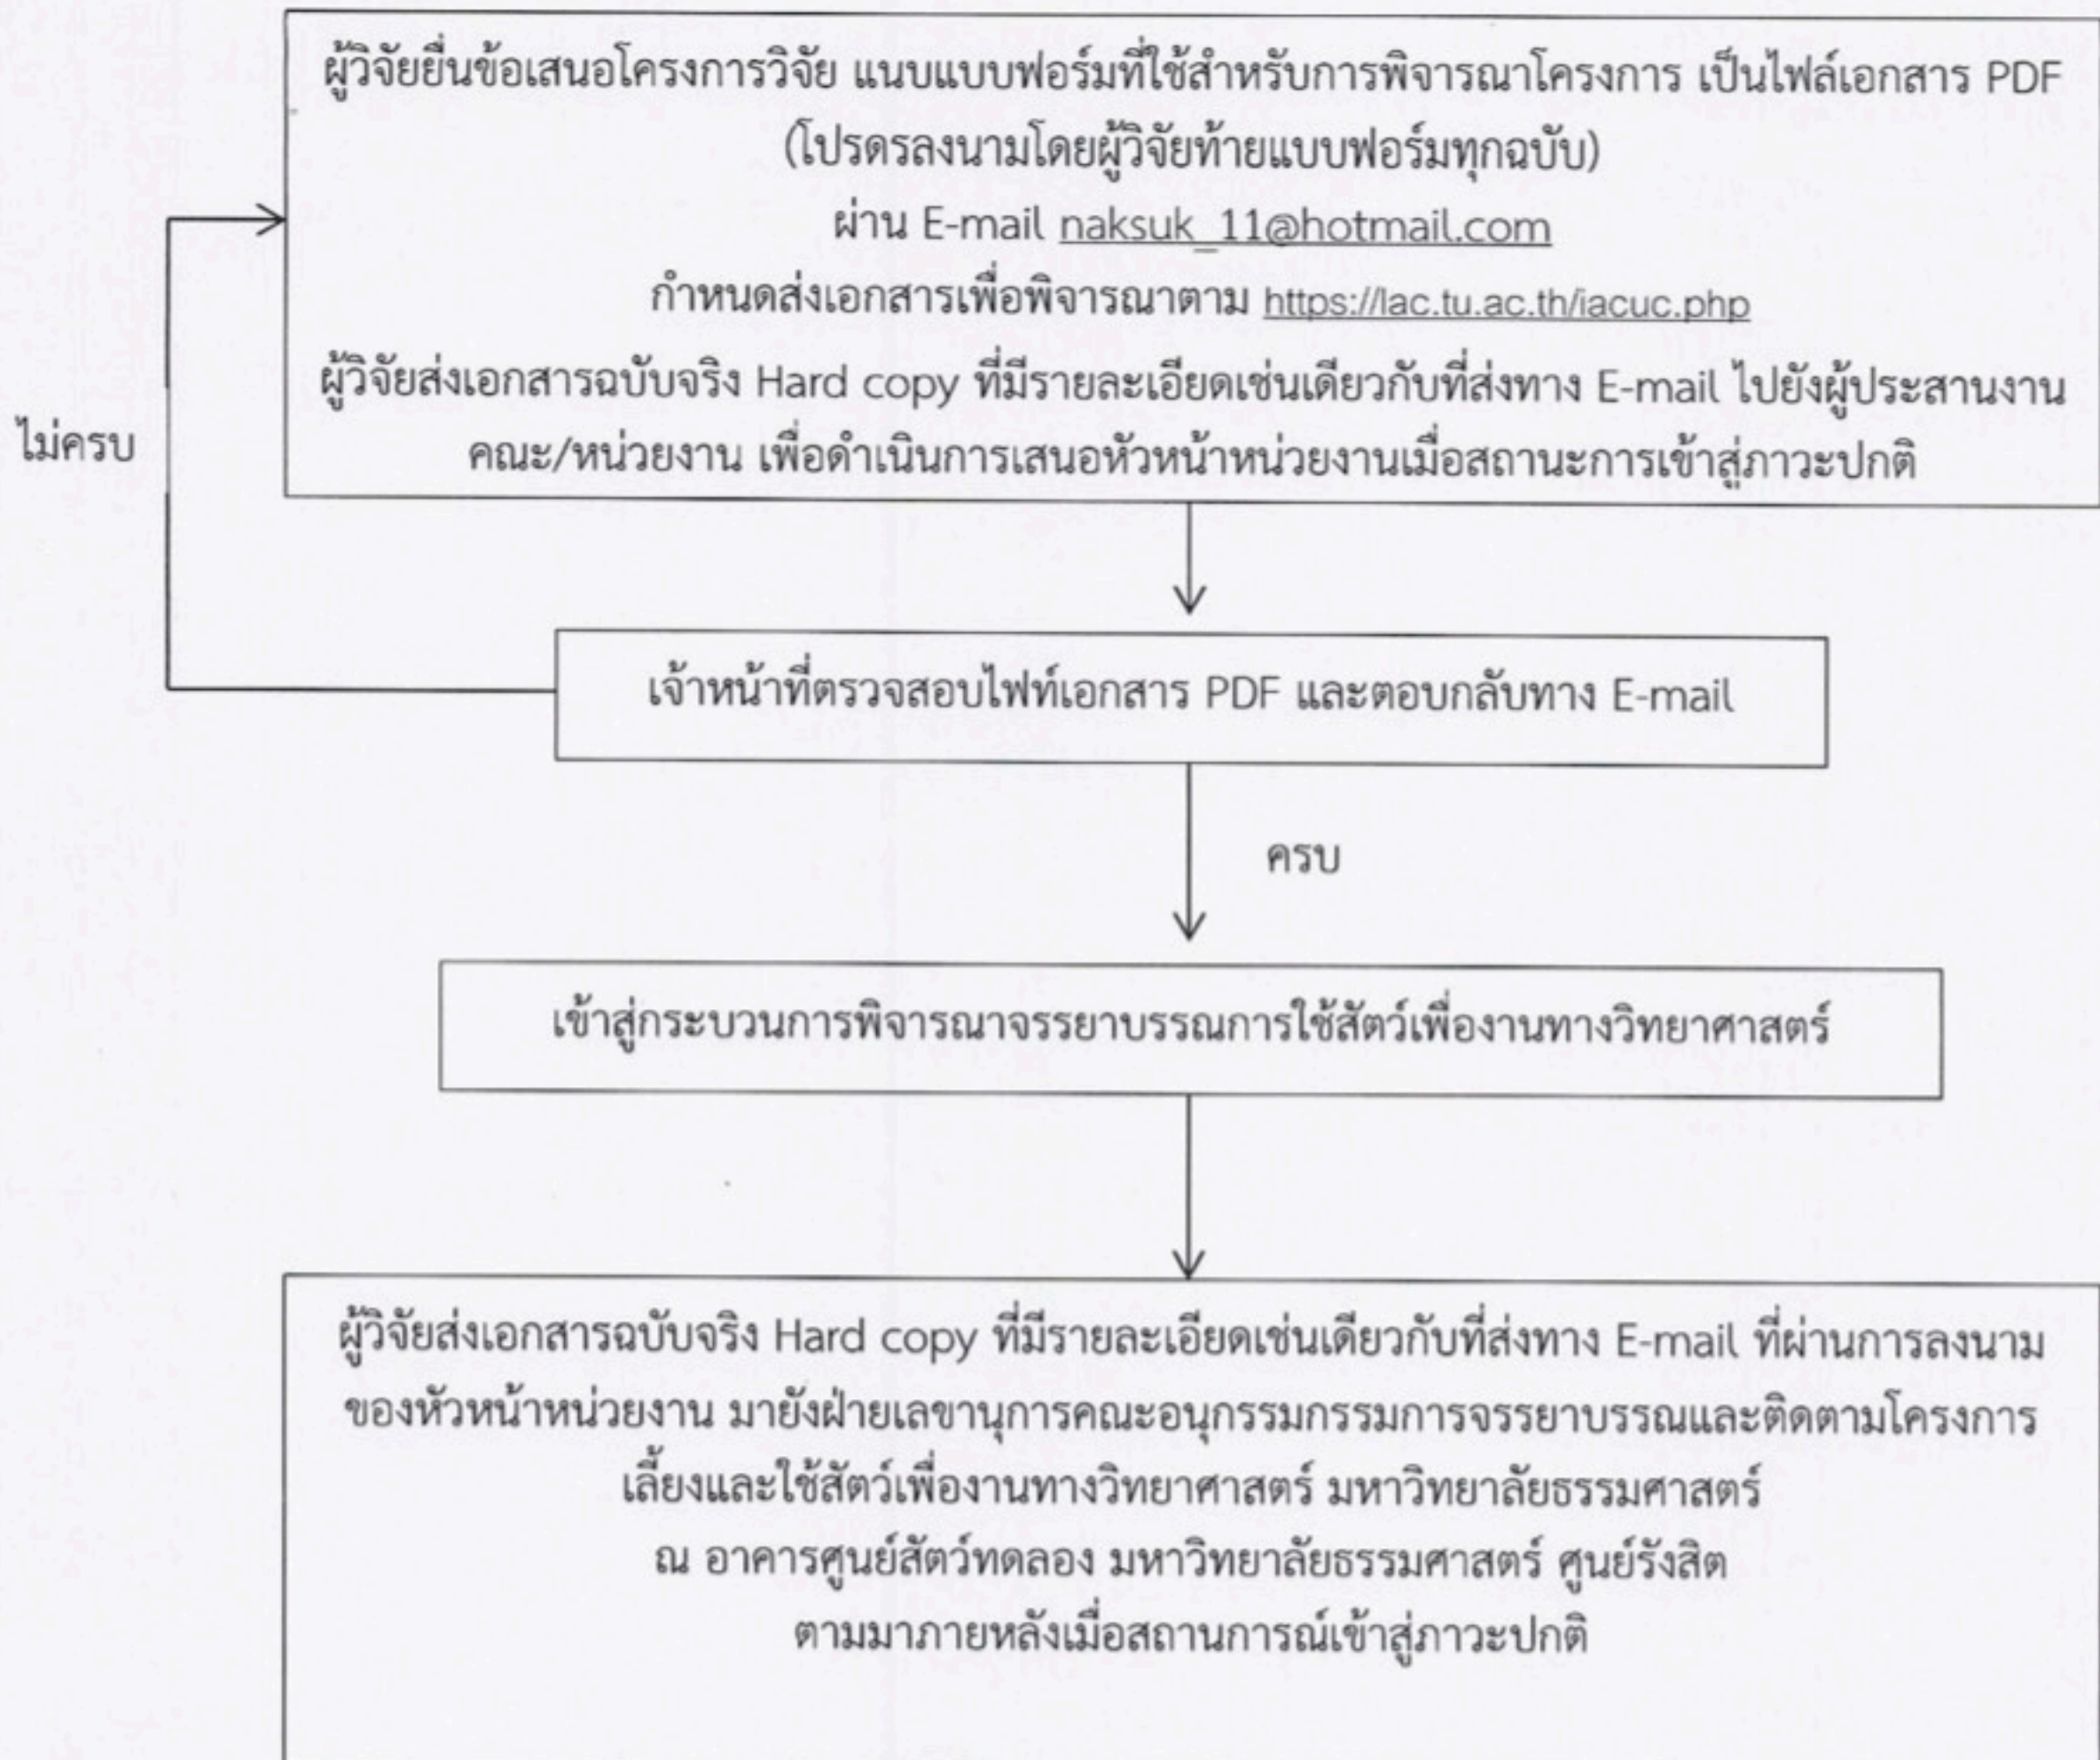 ผู้วิจัยยื่นข้อเสนอโครงการวิจัย แนบแบบฟอร์มที่ใช้สำหรับการพิจารณาโครงการ เป็นไฟล์เอกสาร PDF
(โปรดรลงนามโดยผู้วิจัยท้ายแบบฟอร์มทุกฉบับ)
ผ่าน E-mail naksuk_11@hotmail.com
กำหนดส่งเอกสารเพื่อพิจารณาตาม https://lac.tu.ac.th/iacuc.php
ผู้วิจัยส่งเอกสารฉบับจริง Hard copy ที่มีรายละเอียดเช่นเดียวกับที่ส่งทาง E-mail ไปยังผู้ประสานงาน
คณะ/หน่วยงาน เพื่อดำเนินการเสนอหัวหน้าหน่วยงานเมื่อสถานะการเข้าสู่ภาวะปกติ
ไม่ครบ
เจ้าหน้าที่ตรวจสอบไฟท์เอกสาร PDF และตอบกลับทาง E-mail
ครบ
เข้าสู่กระบวนการพิจารณาจรรยาบรรณการใช้สัตว์เพื่องานทางวิทยาศาสตร์
ผู้วิจัยส่งเอกสารฉบับจริง Hard copy ที่มีรายละเอียดเช่นเดียวกับที่ส่งทาง E-mail ที่ผ่านการลงนาม
ของหัวหน้าหน่วยงาน มายังฝ่ายเลขานุการคณะอนุกรรมกรรมการจรรยาบรรณและติดตามโครงการ
เลี้ยงและใช้สัตว์เพื่องานทางวิทยาศาสตร์ มหาวิทยาลัยธรรมศาสตร์
ณ อาคารศูนย์สัตว์ทดลอง มหาวิทยาลัยธรรมศาสตร์ ศูนย์รังสิต
ตามมาภายหลังเมื่อสถานการณ์เข้าสู่ภาวะปกติ